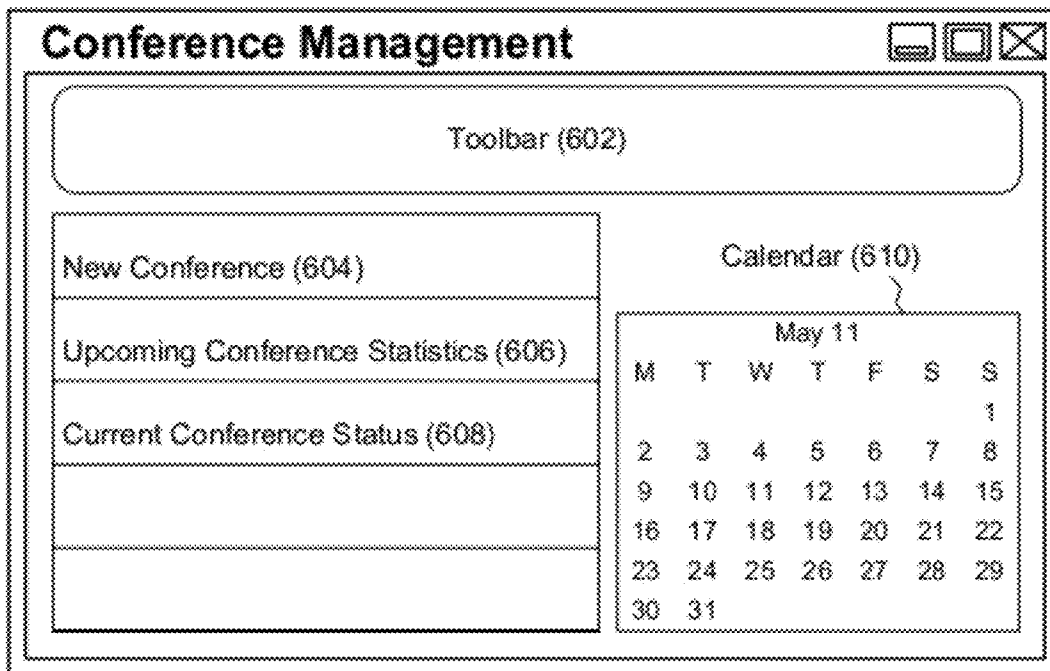 Conference Management
Toolbar (602)
New Conference (604)
Upcoming Conference Statistics (606)
Current Conference Status (608)
Calendar (610)
May 11
M T W T F S S
1
2 3 4 5 6 7 8
9 10 11 12 13 14 15
16 17 18 19 20 21 22
23 24 25 26 27 28 29
30 31